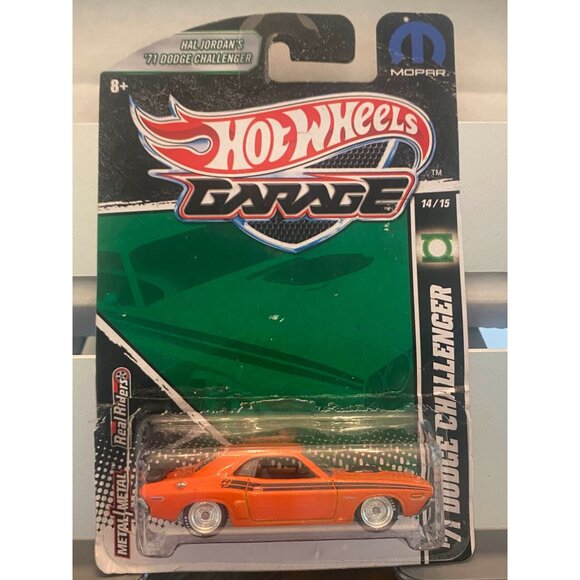 HAL JORDAN'S
'71 DODGE CHALLENGER
MOPAR
8+
HOT WHEELS
TM
GARAGE
14/15
'71 DODGE CHALLENGER
METAL/METAL
Real Riders